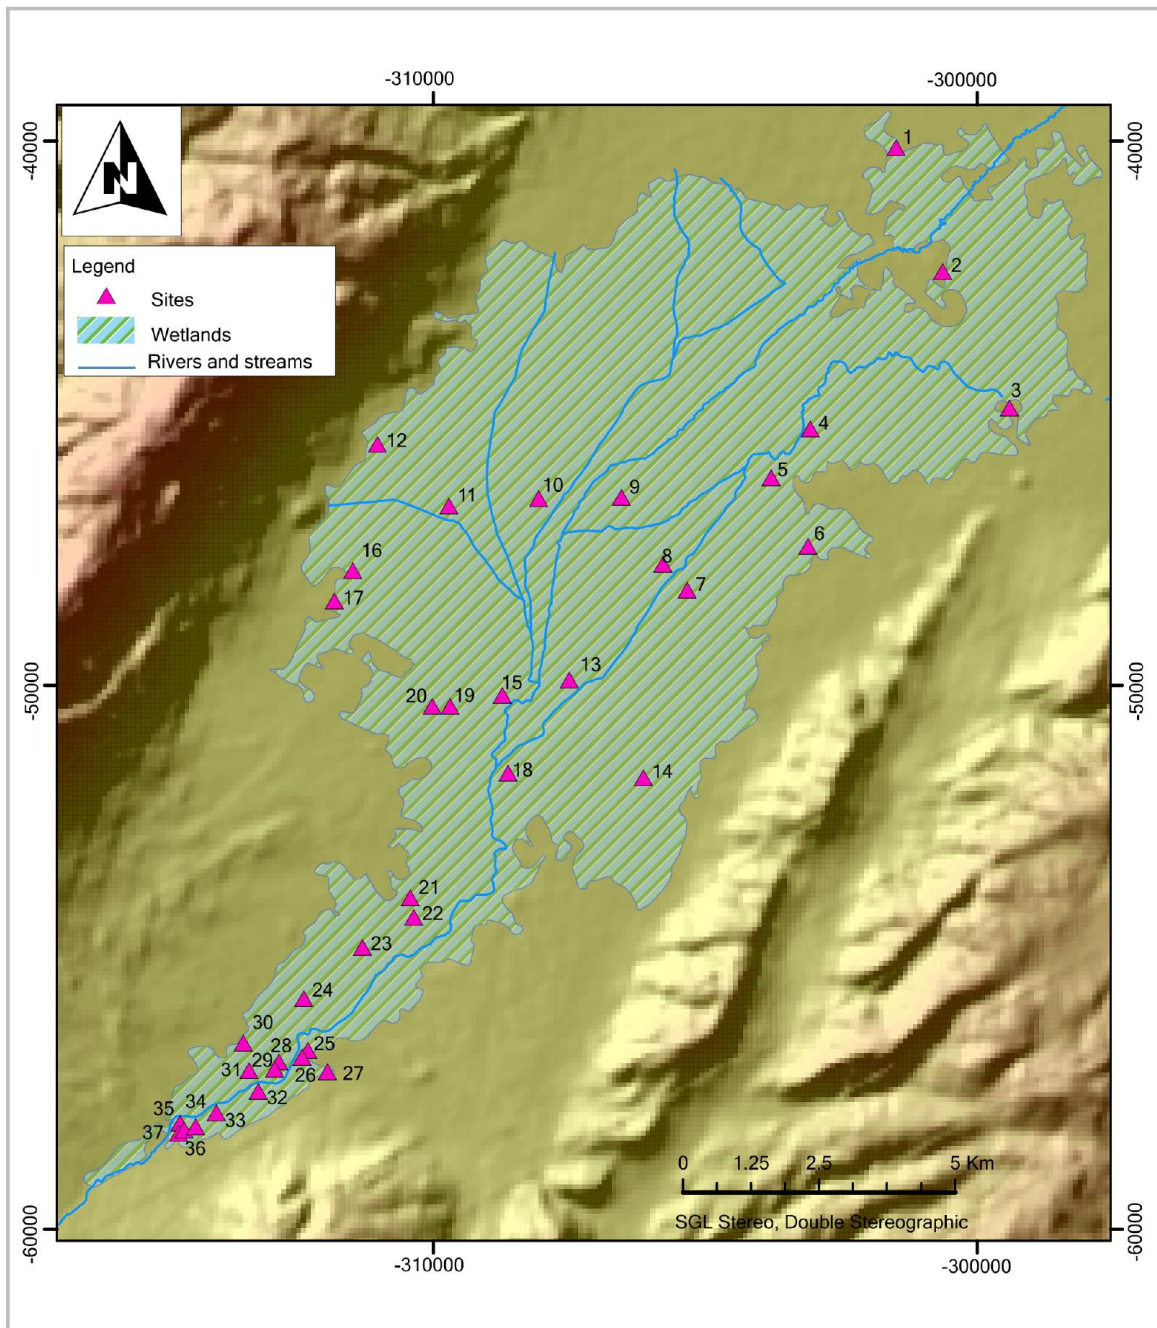 -310000 -300000
-40000 -40000
N
Legend
Sites
Wetlands
Rivers and streams
1
2
3
4
5
12
11 10 9
6
16 8
17 7
13
20 19 15
18 14
21
22
23
24
30
28 25
31 29 26 27
32
35 34 33
37 36
-50000 -50000
0 1.25 2.5 5 Km
SGL Stereo, Double Stereographic
-60000 -60000
-310000 -300000